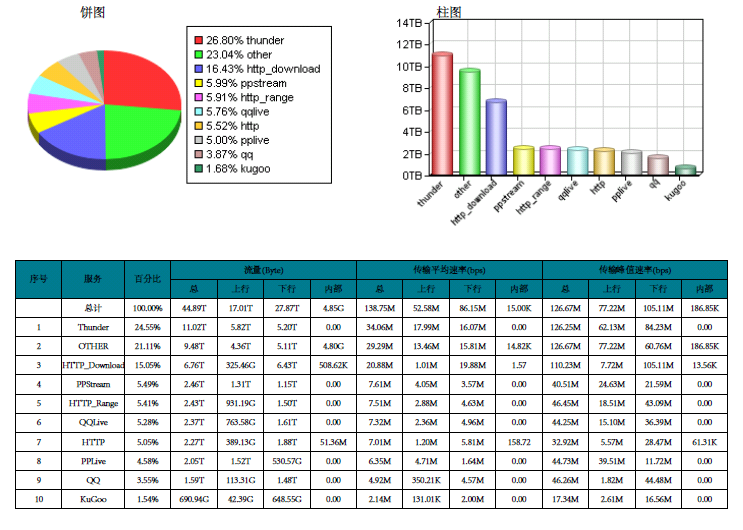 饼图
26.80% thunder
23.04% other
16.43% http_download
5.99% ppstream
5.91% http_range
5.76% qqlive
5.52% http
5.00% pplive
3.87% qq
1.68% kugoo
柱图
14TB
12TB
10TB
8TB
6TB
4TB
2TB
0TB
thunder other http_download ppstream http_range qqlive http pplive qq kugoo
序号 服务 百分比 流量(Byte) 传输平均速率(bps) 传输峰值速率(bps)
总 上行 下行 内部 总 上行 下行 内部 总 上行 下行 内部
总计 100.00% 44.89T 17.01T 27.87T 4.85G 138.75M 52.58M 86.15M 15.00K 126.67M 77.22M 105.11M 186.85K
1 Thunder 24.55% 11.02T 5.82T 5.20T 0.00 34.06M 17.99M 16.07M 0.00 126.25M 62.13M 84.23M 0.00
2 OTHER 21.11% 9.48T 4.36T 5.11T 4.80G 29.29M 13.46M 15.81M 14.82K 126.67M 77.22M 60.76M 186.85K
3 HTTP_Download 15.05% 6.76T 325.46G 6.43T 508.62K 20.88M 1.01M 19.88M 1.57 110.23M 7.72M 105.11M 13.56K
4 PPStream 5.49% 2.46T 1.31T 1.15T 0.00 7.61M 4.05M 3.57M 0.00 40.51M 24.63M 21.59M 0.00
5 HTTP_Range 5.41% 2.43T 931.19G 1.50T 0.00 7.51M 2.88M 4.63M 0.00 46.45M 18.51M 43.09M 0.00
6 QQLive 5.28% 2.37T 763.58G 1.61T 0.00 7.32M 2.36M 4.96M 0.00 44.25M 15.10M 36.39M 0.00
7 HTTP 5.05% 2.27T 389.13G 1.88T 51.36M 7.01M 1.20M 5.81M 158.72 32.92M 5.57M 28.47M 61.31K
8 PPLive 4.58% 2.05T 1.52T 530.57G 0.00 6.35M 4.71M 1.64M 0.00 44.73M 39.51M 11.72M 0.00
9 QQ 3.55% 1.59T 113.31G 1.48T 0.00 4.92M 350.21K 4.57M 0.00 46.26M 1.82M 44.48M 0.00
10 KuGoo 1.54% 690.94G 42.39G 648.55G 0.00 2.14M 131.01K 2.00M 0.00 17.34M 2.61M 16.56M 0.00